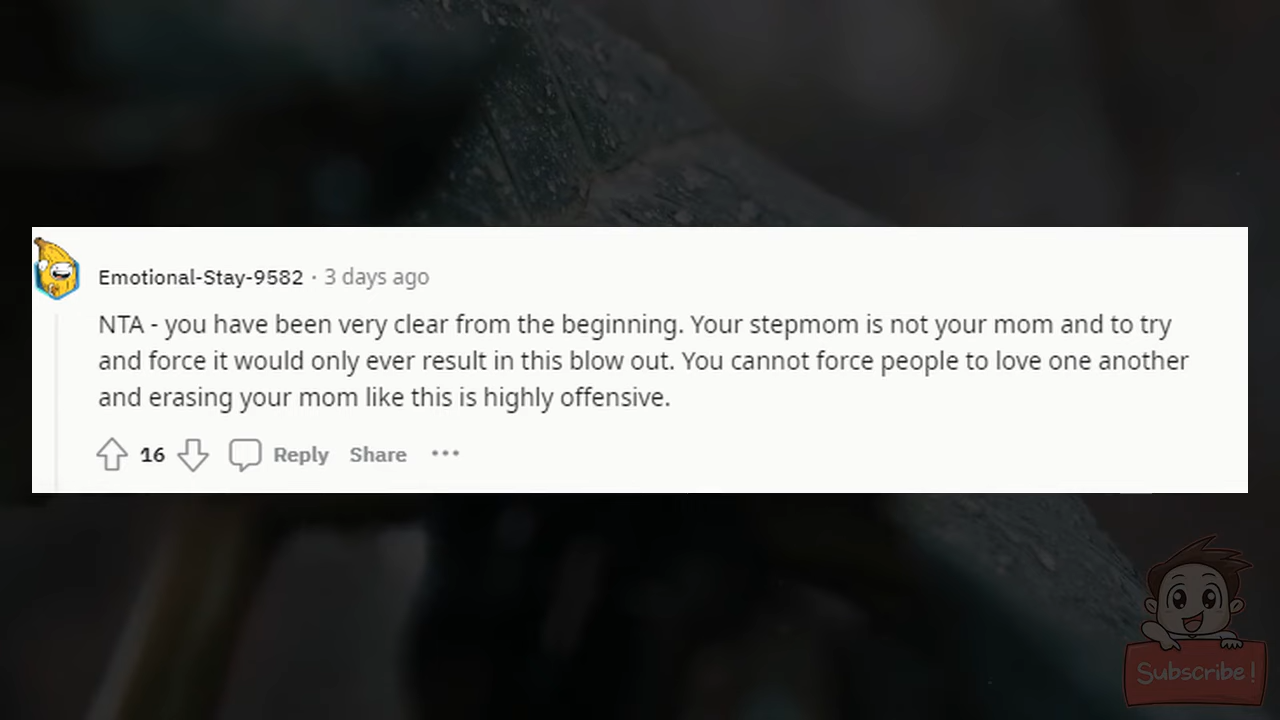 Emotional-Stay-9582 · 3 days ago
NTA - you have been very clear from the beginning. Your stepmom is not your mom and to try
and force it would only ever result in this blow out. You cannot force people to love one another
and erasing your mom like this is highly offensive.
16 Reply Share ···
Subscribe!